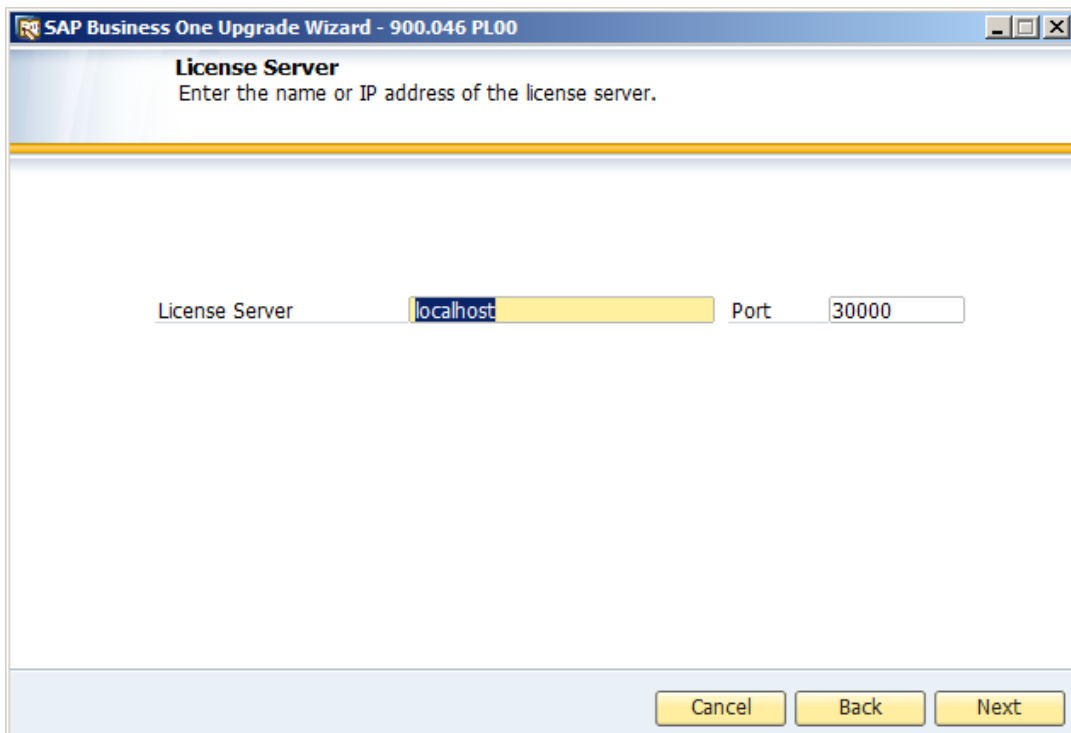 SAP Business One Upgrade Wizard - 900.046 PL00
License Server
Enter the name or IP address of the license server.
License Server localhost Port 30000
Cancel Back Next